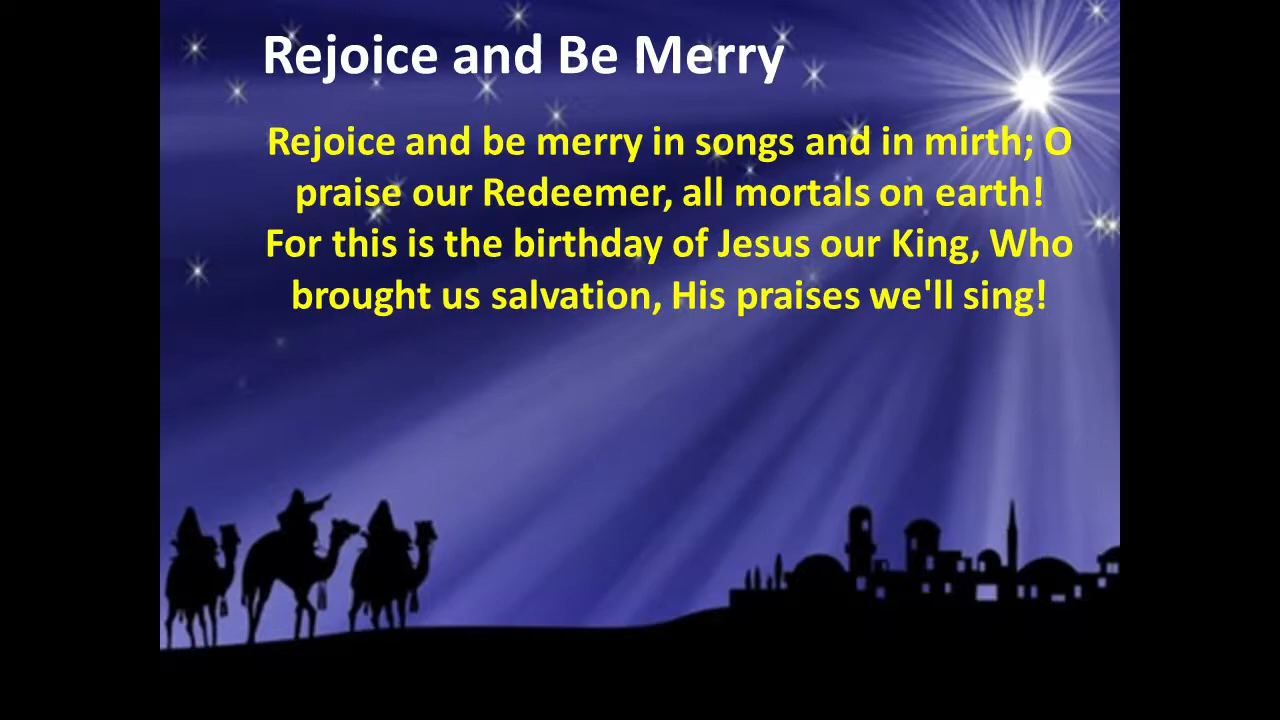 Rejoice and Be Merry
Rejoice and be merry in songs and in mirth; O
praise our Redeemer, all mortals on earth!
For this is the birthday of Jesus our King, Who
brought us salvation, His praises we'll sing!